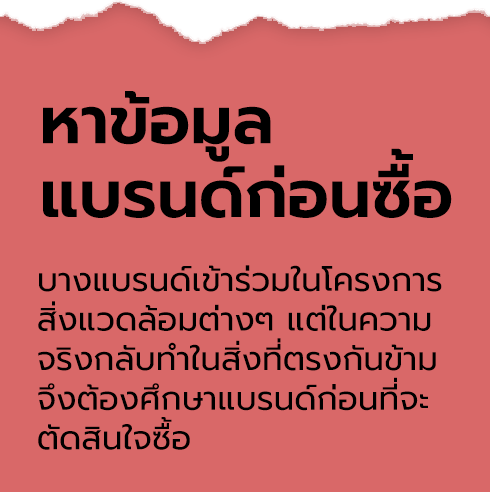 หาข้อมูล
แบรนด์ก่อนซื้อ
บางแบรนด์เข้าร่วมในโครงการ
สิ่งแวดล้อมต่างๆ แต่ในความ
จริงกลับทำในสิ่งที่ตรงกันข้าม
จึงต้องศึกษาแบรนด์ก่อนที่จะ
ตัดสินใจซื้อ